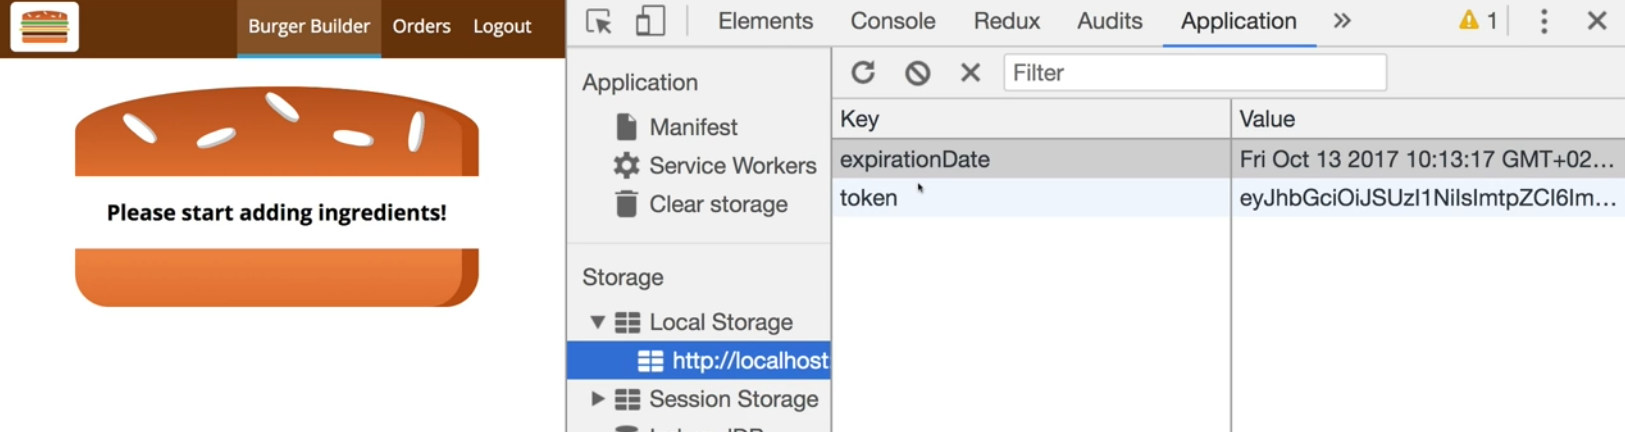 Burger Builder Orders Logout
Please start adding ingredients!
Elements Console Redux Audits Application » 1
Application
Manifest
Service Workers
Clear storage
Storage
Local Storage
http://localhost
Session Storage
Filter
Key Value
expirationDate Fri Oct 13 2017 10:13:17 GMT+02...
token eyJhbGciOiJSUzI1NiIsImtpZCI6Im...